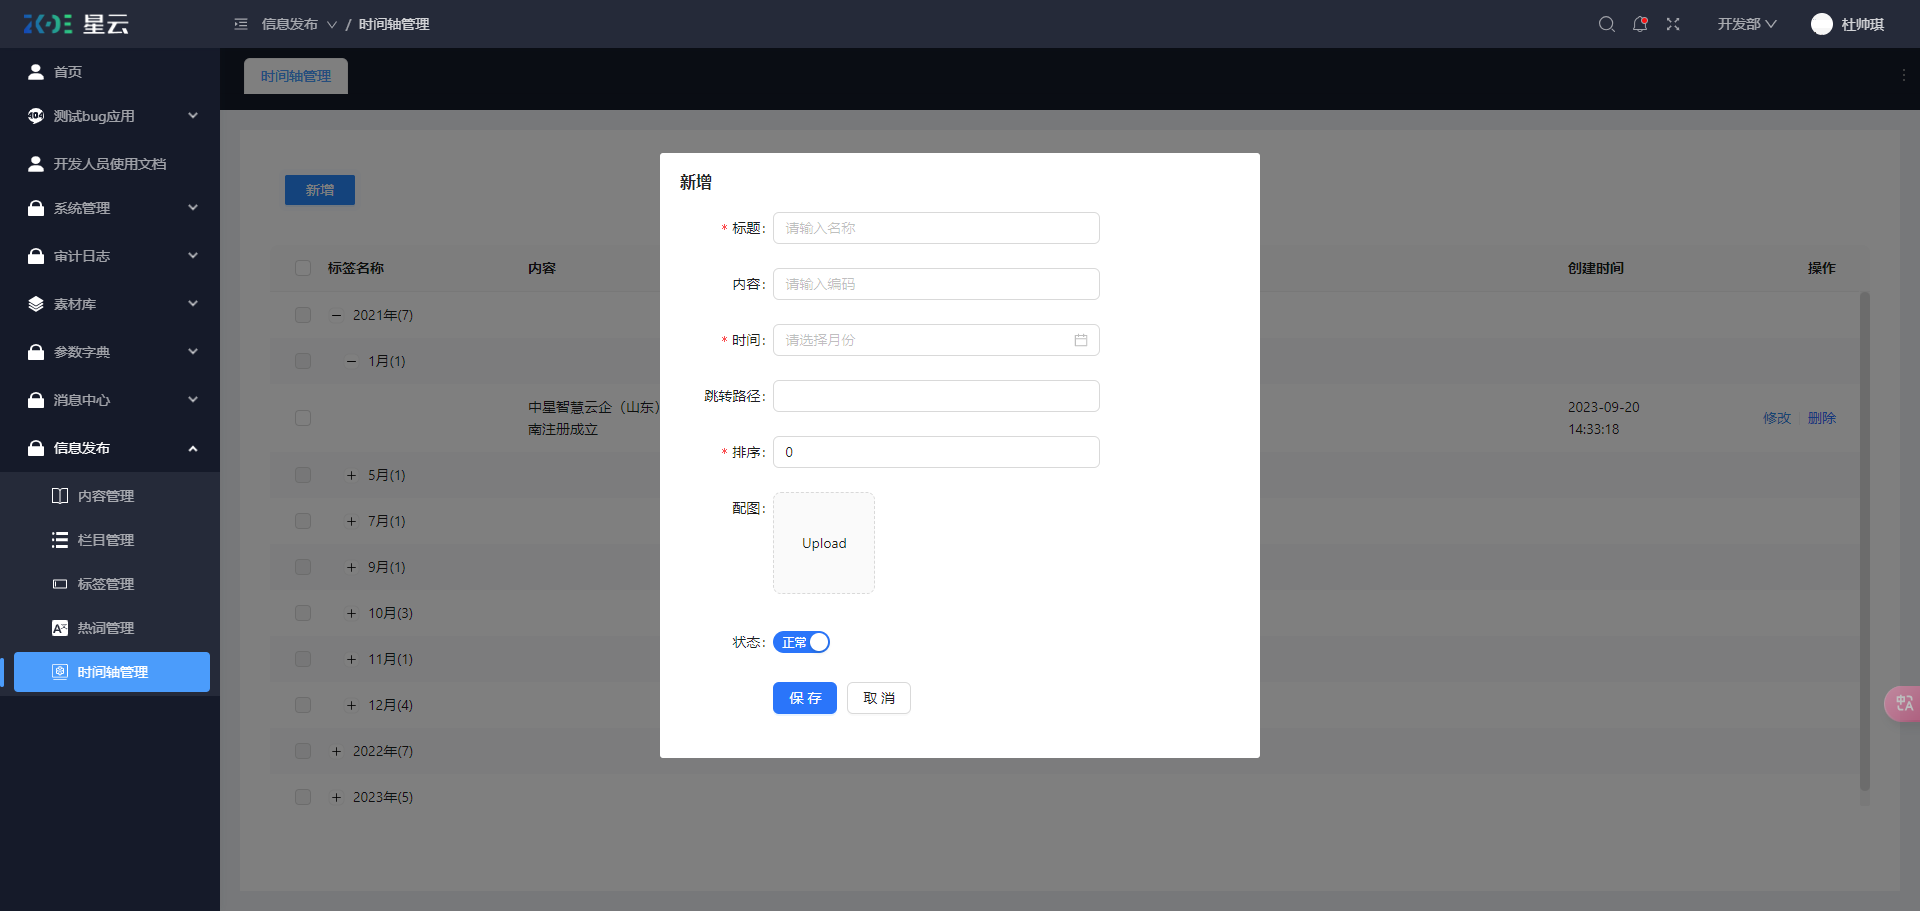 星云
信息发布 / 时间轴管理
开发部
杜帅琪
首页
测试bug应用
开发人员使用文档
系统管理
审计日志
素材库
参数字典
消息中心
信息发布
内容管理
栏目管理
标签管理
热词管理
时间轴管理
时间轴管理
新增
标签名称 内容 创建时间 操作
2021年(7)
1月(1)
中星智慧云企（山东）
南注册成立
2023-09-20
14:33:18
修改 删除
5月(1)
7月(1)
9月(1)
10月(3)
11月(1)
12月(4)
2022年(7)
2023年(5)
新增
* 标题: 请输入名称
内容: 请输入编码
* 时间: 请选择月份
跳转路径:
* 排序: 0
配图: Upload
状态: 正常
保 存 取 消